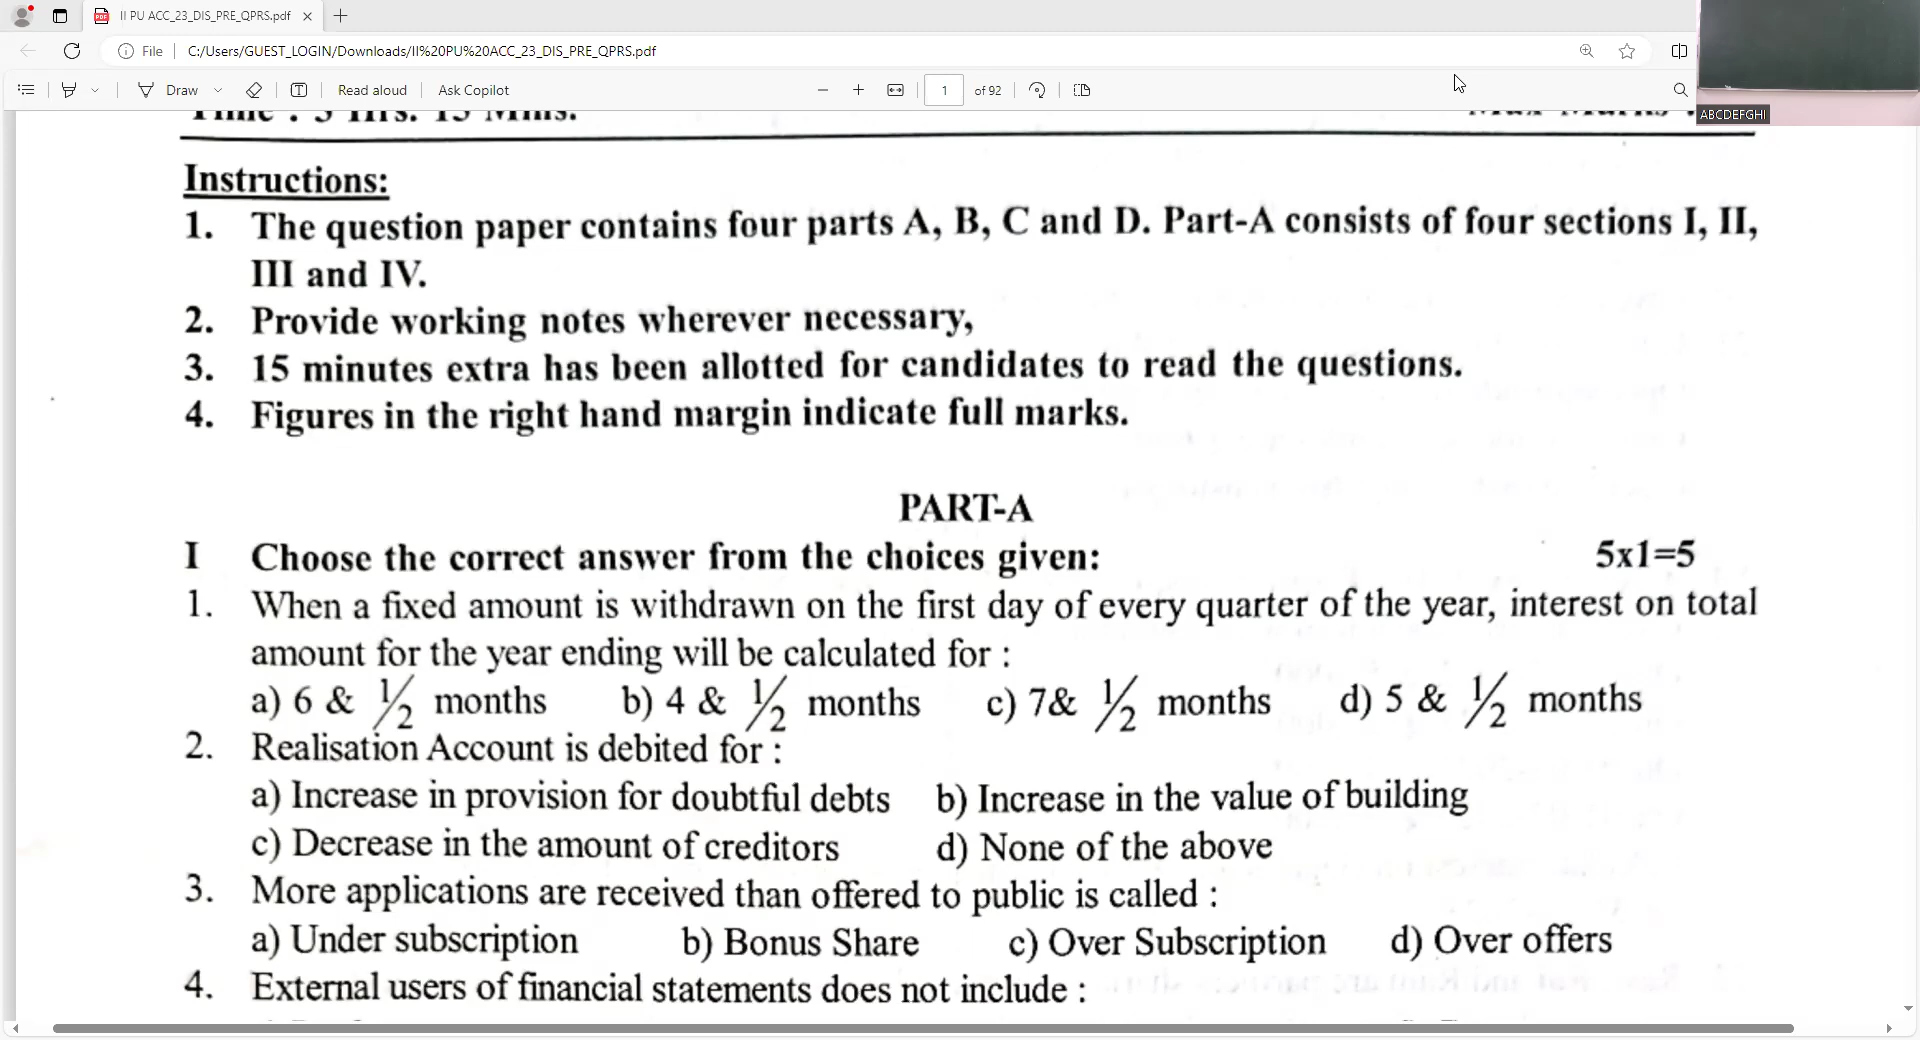 II PU ACC_23_DIS_PRE_QPRS.pdf
File C:/Users/GUEST_LOGIN/Downloads/II%20PU%20ACC_23_DIS_PRE_QPRS.pdf
Draw Read aloud Ask Copilot 1 of 92
ABCDEFGHI
Time : 3 Hrs. 15 Mins. Max Marks :
Instructions:
1. The question paper contains four parts A, B, C and D. Part-A consists of four sections I, II,
III and IV.
2. Provide working notes wherever necessary,
3. 15 minutes extra has been allotted for candidates to read the questions.
4. Figures in the right hand margin indicate full marks.
PART-A
I Choose the correct answer from the choices given: 5x1=5
1. When a fixed amount is withdrawn on the first day of every quarter of the year, interest on total
amount for the year ending will be calculated for :
a) 6 & 1/2 months b) 4 & 1/2 months c) 7& 1/2 months d) 5 & 1/2 months
2. Realisation Account is debited for :
a) Increase in provision for doubtful debts b) Increase in the value of building
c) Decrease in the amount of creditors d) None of the above
3. More applications are received than offered to public is called :
a) Under subscription b) Bonus Share c) Over Subscription d) Over offers
4. External users of financial statements does not include :